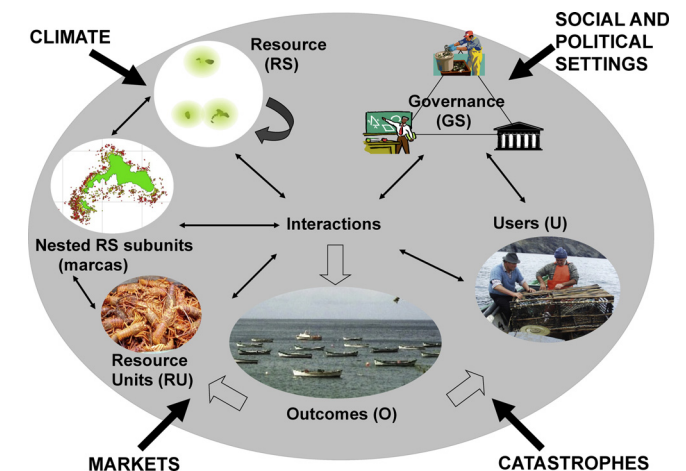 CLIMATE
Resource
(RS)
SOCIAL AND
POLITICAL
SETTINGS
Governance
(GS)
Nested RS subunits
(marcas)
Interactions
Users (U)
Resource
Units (RU)
Outcomes (O)
MARKETS
CATASTROPHES